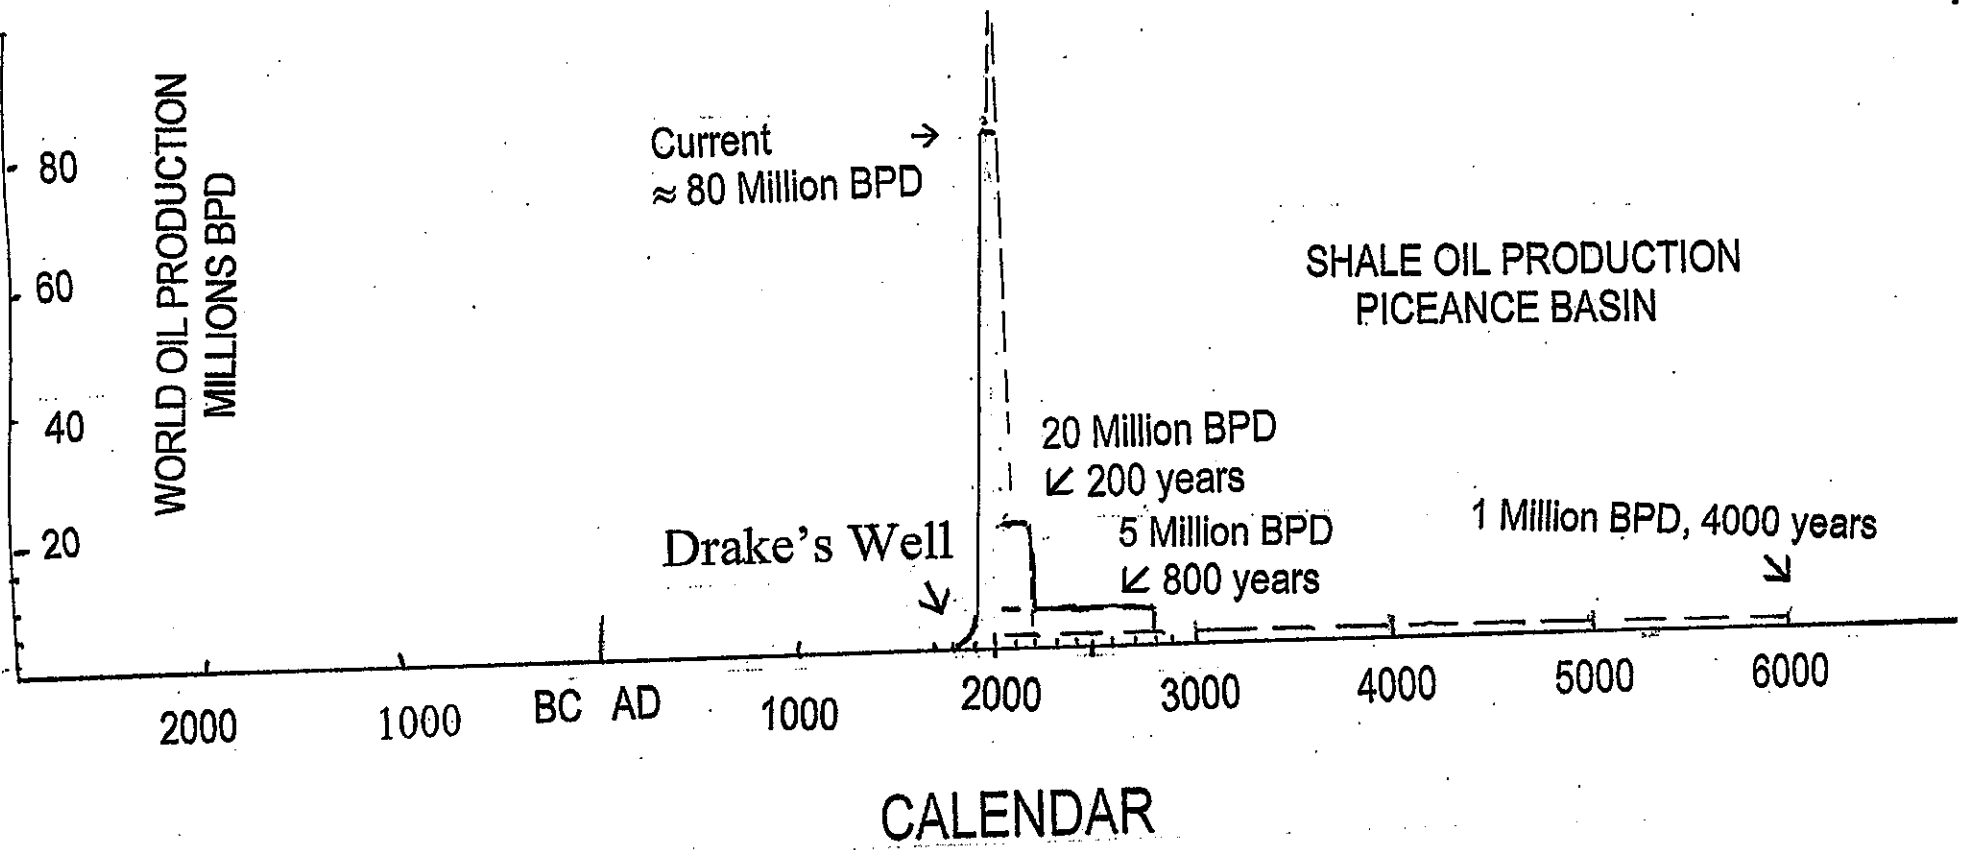 WORLD OIL PRODUCTION
MILLIONS BPD
80
60
40
20
Current →
≈ 80 Million BPD
SHALE OIL PRODUCTION
PICEANCE BASIN
20 Million BPD
↙ 200 years
Drake's Well
5 Million BPD
↙ 800 years
1 Million BPD, 4000 years
2000
1000
BC AD
1000
2000
3000
4000
5000
6000
CALENDAR